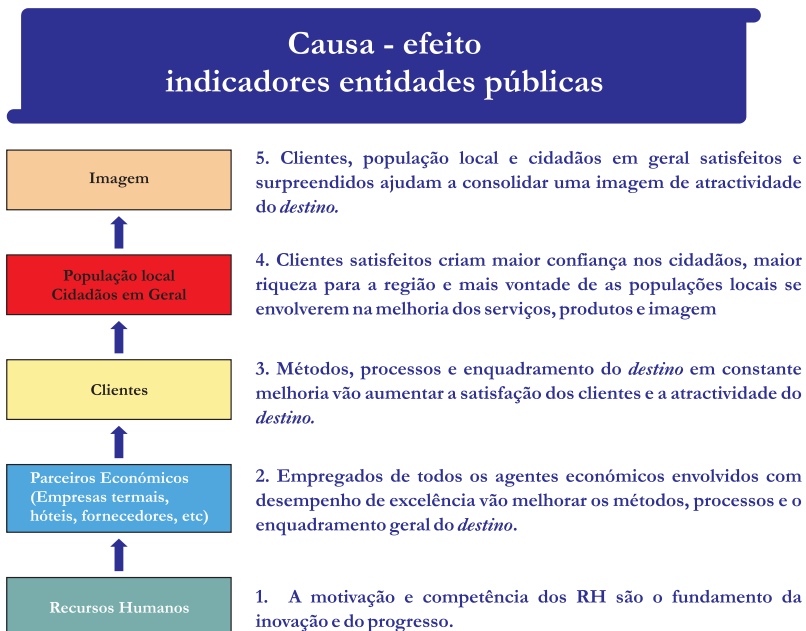 Causa - efeito
indicadores entidades públicas
Imagem
5. Clientes, população local e cidadãos em geral satisfeitos e
surpreendidos ajudam a consolidar uma imagem de atractividade
do destino.
População local
Cidadãos em Geral
4. Clientes satisfeitos criam maior confiança nos cidadãos, maior
riqueza para a região e mais vontade de as populações locais se
envolverem na melhoria dos serviços, produtos e imagem
Clientes
3. Métodos, processos e enquadramento do destino em constante
melhoria vão aumentar a satisfação dos clientes e a atractividade do
destino.
Parceiros Económicos
(Empresas termais,
hóteis, fornecedores, etc)
2. Empregados de todos os agentes económicos envolvidos com
desempenho de excelência vão melhorar os métodos, processos e o
enquadramento geral do destino.
Recursos Humanos
1. A motivação e competência dos RH são o fundamento da
inovação e do progresso.